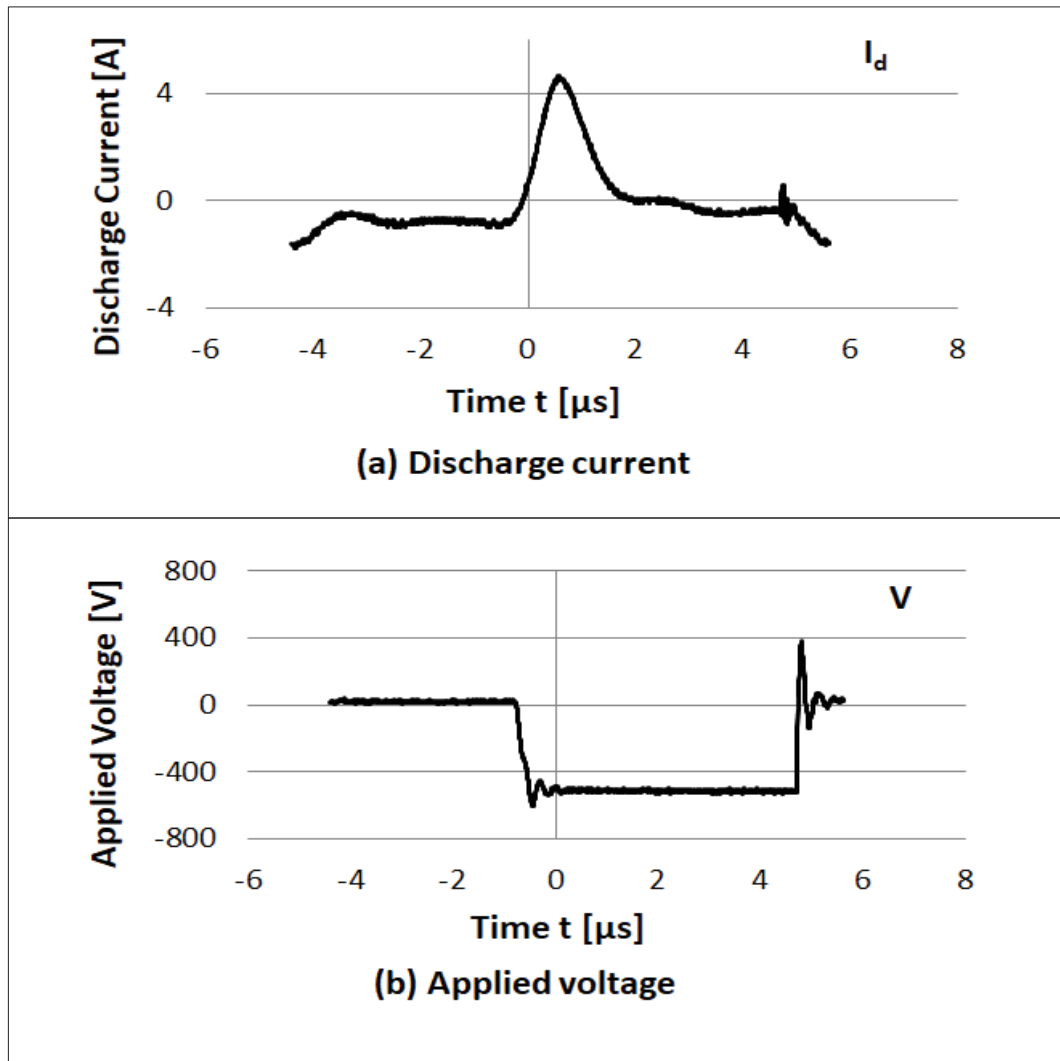 I_d
Discharge Current [A]
4
0
-4
-6 -4 -2 0 2 4 6 8
Time t [µs]
(a) Discharge current
V
Applied Voltage [V]
800
400
0
-400
-800
-6 -4 -2 0 2 4 6 8
Time t [µs]
(b) Applied voltage